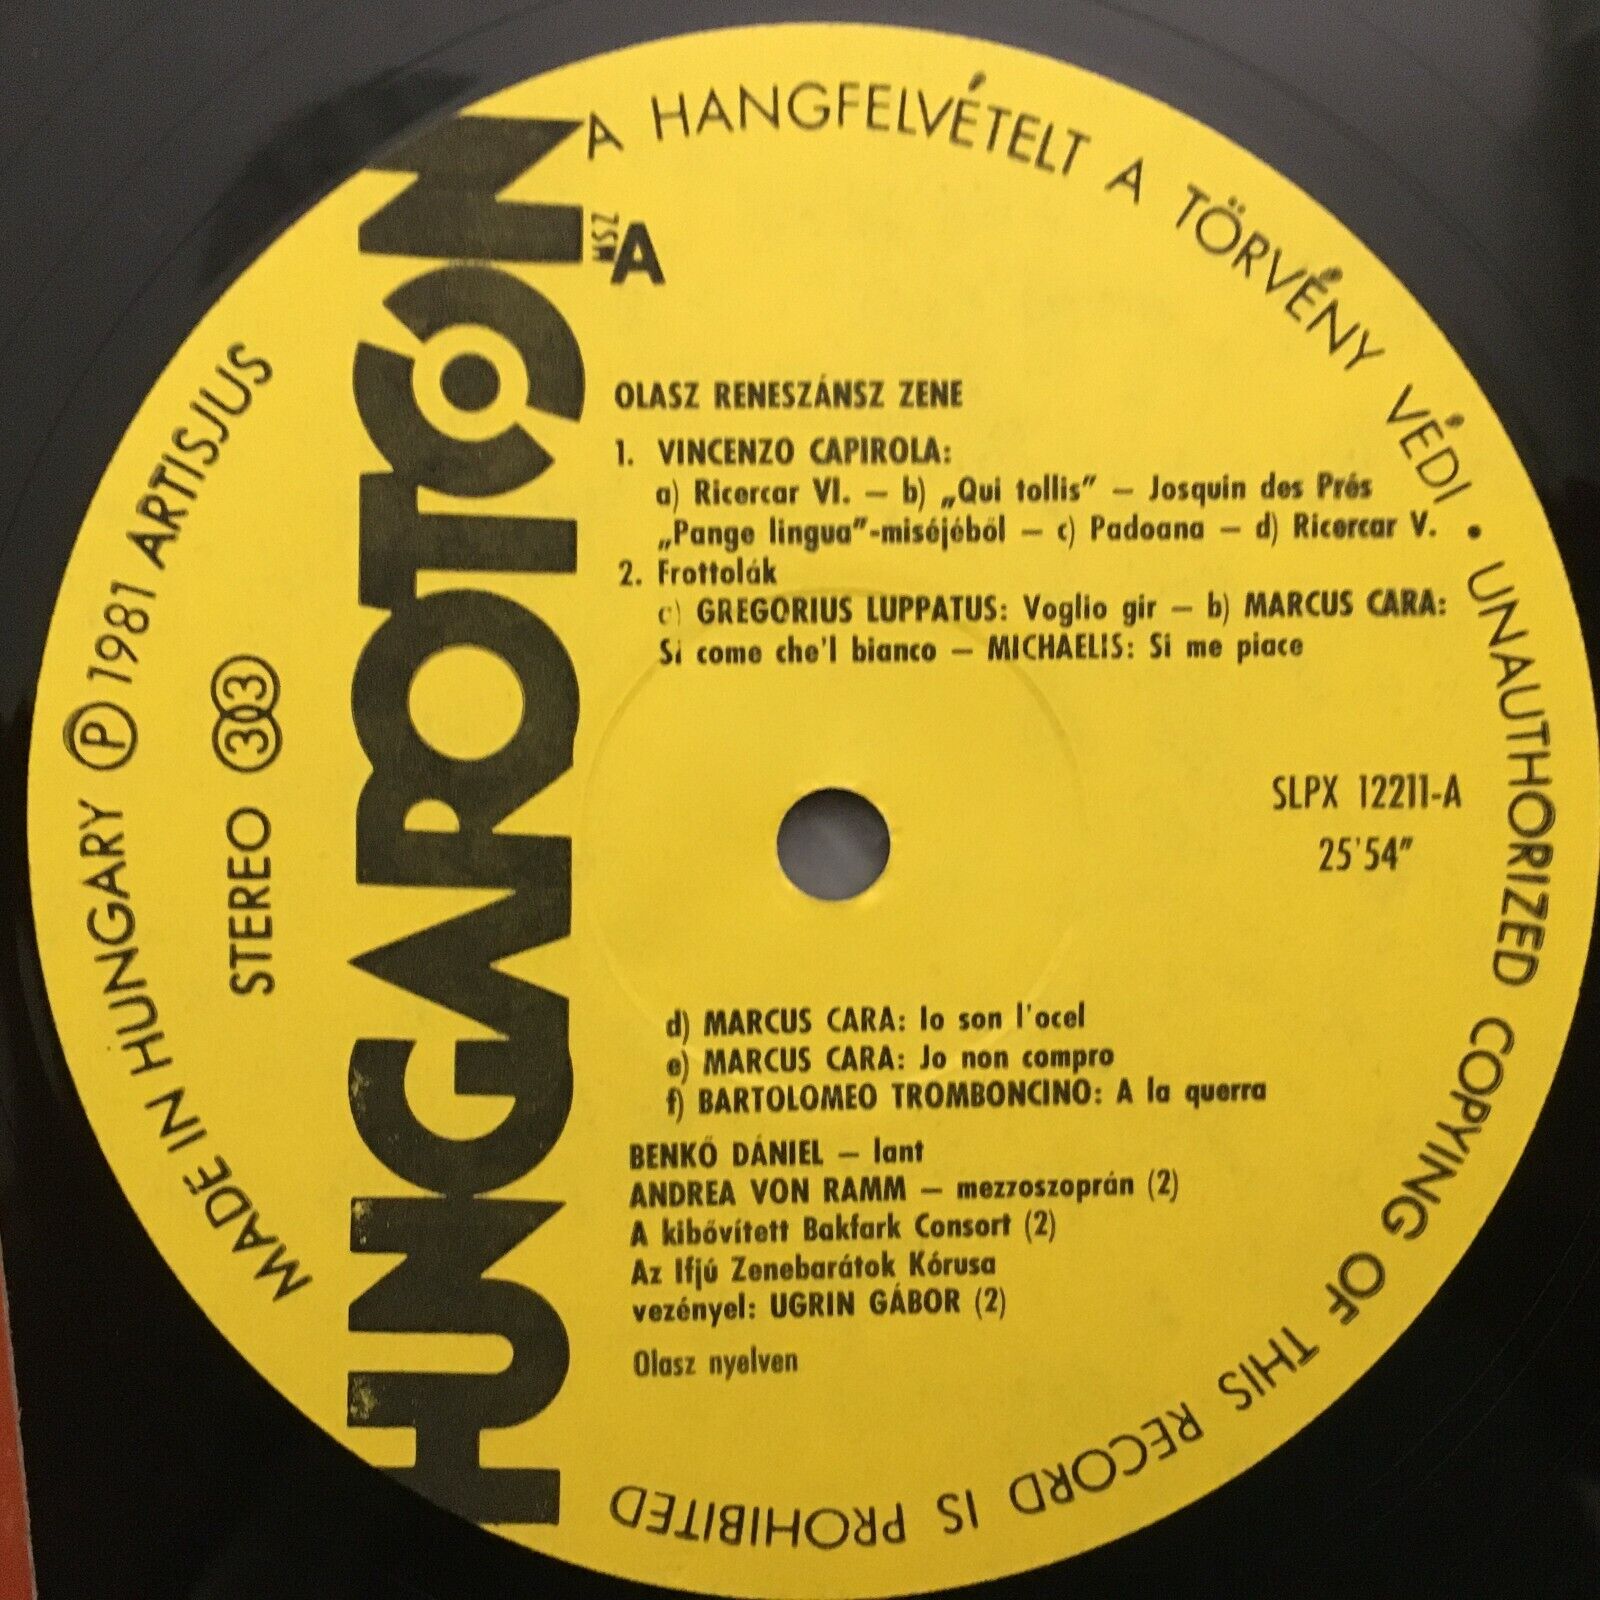 A HANGFELVÉTELT A TÖRVÉNY VÉDI • UNAUTHORIZED COPYING OF THIS RECORD IS PROHIBITED
MADE IN HUNGARY Ⓟ 1981 ARTISJUS
STEREO 303
HUNGAROTON
MSZ A
OLASZ RENESZÁNSZ ZENE
1. VINCENZO CAPIROLA:
a) Ricercar VI. – b) „Qui tollis” – Josquin des Prés
„Pange lingua”-miséjéből – c) Padoana – d) Ricercar V.
2. Frottolák
c) GREGORIUS LUPPATUS: Voglio gir – b) MARCUS CARA:
Si come che'l bianco – MICHAELIS: Si me piace
SLPX 12211-A
25'54”
d) MARCUS CARA: Io son l'ocel
e) MARCUS CARA: Jo non compro
f) BARTOLOMEO TROMBONCINO: A la querra
BENKŐ DÁNIEL – lant
ANDREA VON RAMM – mezzoszoprán (2)
A kibővített Bakfark Consort (2)
Az Ifjú Zenebarátok Kórusa
vezényel: UGRIN GÁBOR (2)
Olasz nyelven